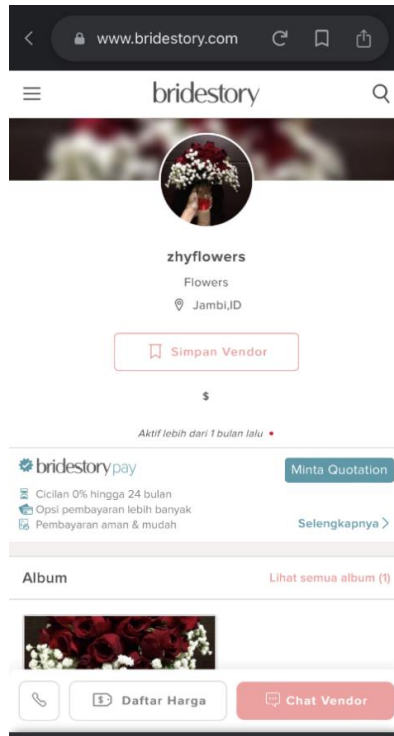 www.bridestory.com
bridestory
zhyflowers
Flowers
Jambi,ID
Simpan Vendor
$
Aktif lebih dari 1 bulan lalu
bridestory pay
Minta Quotation
Cicilan 0% hingga 24 bulan
Opsi pembayaran lebih banyak
Pembayaran aman & mudah
Selengkapnya >
Album
Lihat semua album (1)
Daftar Harga
Chat Vendor